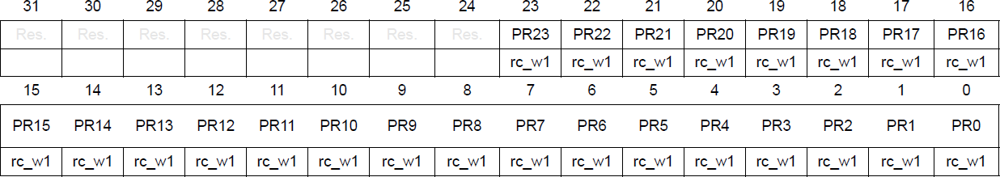 31 30 29 28 27 26 25 24 23 22 21 20 19 18 17 16
Res. Res. Res. Res. Res. Res. Res. Res. PR23 PR22 PR21 PR20 PR19 PR18 PR17 PR16
rc_w1 rc_w1 rc_w1 rc_w1 rc_w1 rc_w1 rc_w1 rc_w1
15 14 13 12 11 10 9 8 7 6 5 4 3 2 1 0
PR15 PR14 PR13 PR12 PR11 PR10 PR9 PR8 PR7 PR6 PR5 PR4 PR3 PR2 PR1 PR0
rc_w1 rc_w1 rc_w1 rc_w1 rc_w1 rc_w1 rc_w1 rc_w1 rc_w1 rc_w1 rc_w1 rc_w1 rc_w1 rc_w1 rc_w1 rc_w1